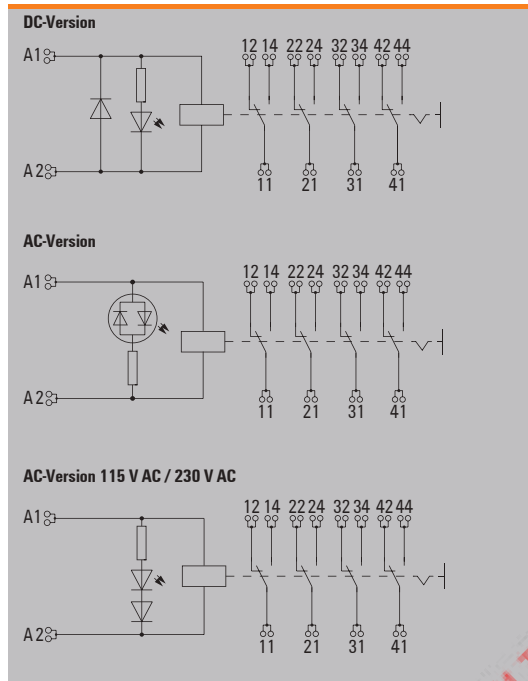 DC-Version
12 14 22 24 32 34 42 44
A1
A2
11 21 31 41
AC-Version
12 14 22 24 32 34 42 44
A1
A2
11 21 31 41
AC-Version 115 V AC / 230 V AC
12 14 22 24 32 34 42 44
A1
A2
11 21 31 41